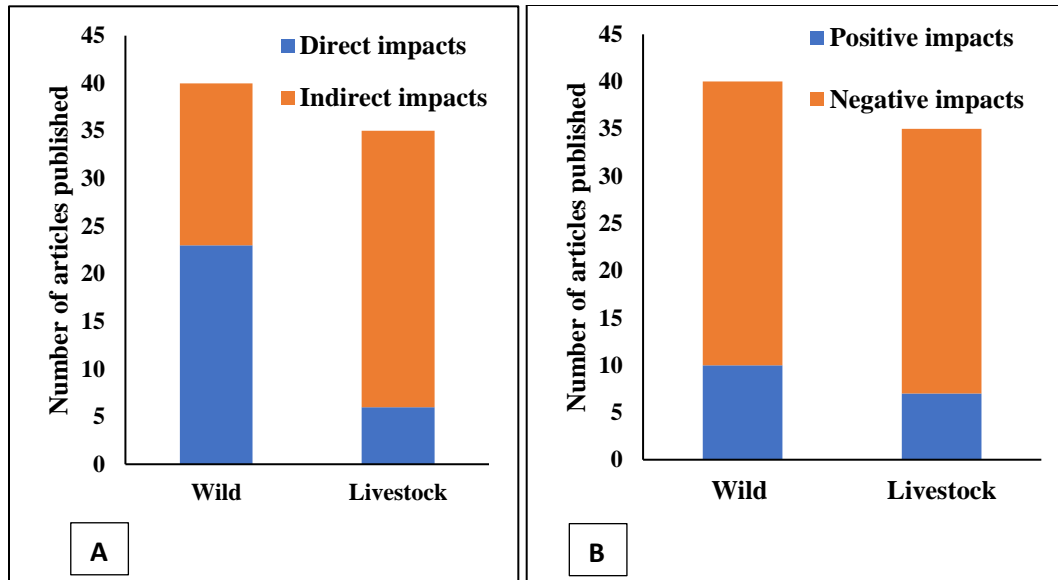 Number of articles published
45
40
35
30
25
20
15
10
5
0
Direct impacts
Indirect impacts
Wild
Livestock
A
Number of articles published
45
40
35
30
25
20
15
10
5
0
Positive impacts
Negative impacts
Wild
Livestock
B